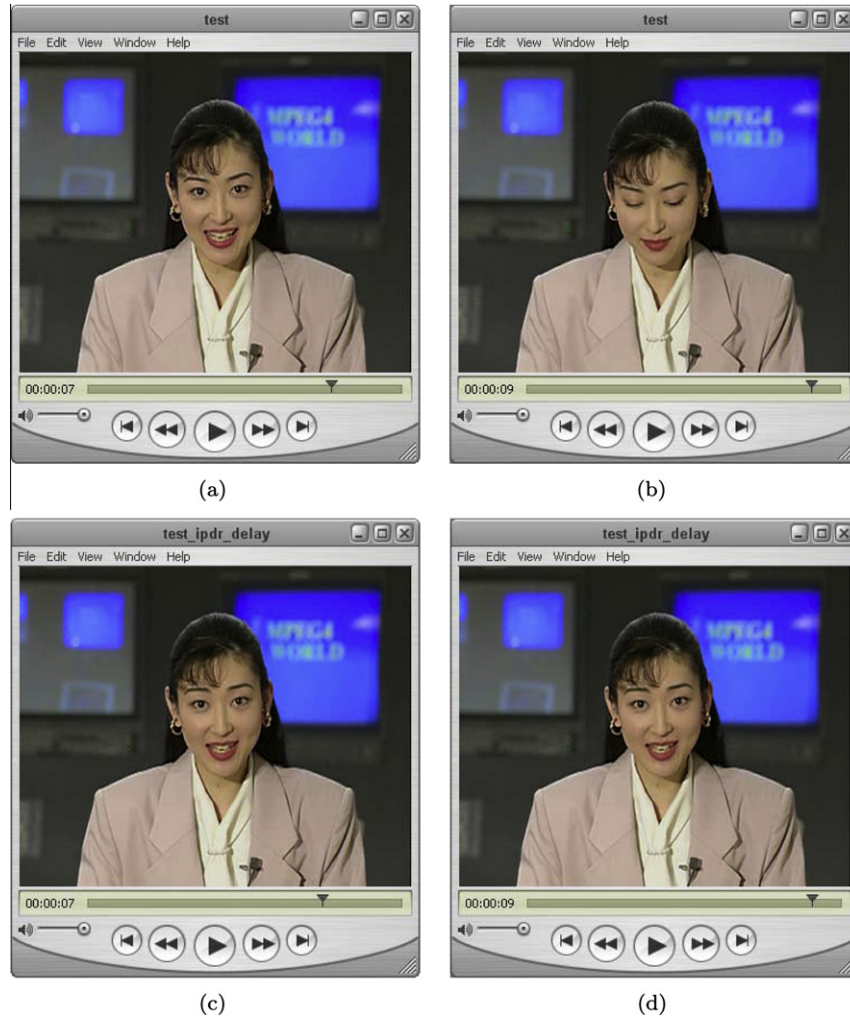 test
File Edit View Window Help
MPEG4
WORLD
00:00:07
(a)
test
File Edit View Window Help
MPEG4
WORLD
00:00:09
(b)
test_ipdr_delay
File Edit View Window Help
MPEG4
WORLD
00:00:07
(c)
test_ipdr_delay
File Edit View Window Help
MPEG4
WORLD
00:00:09
(d)